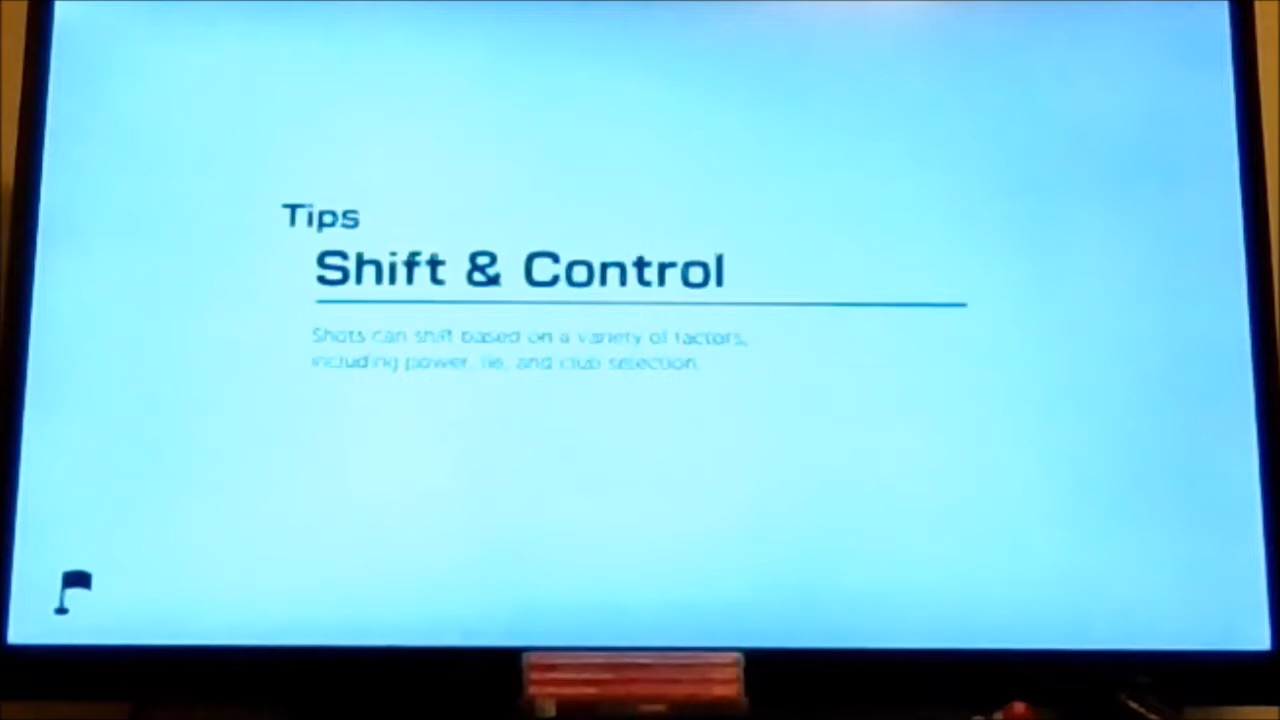 Tips
Shift & Control
Shots can shift based on a variety of factors,
including power, lie, and club selection.